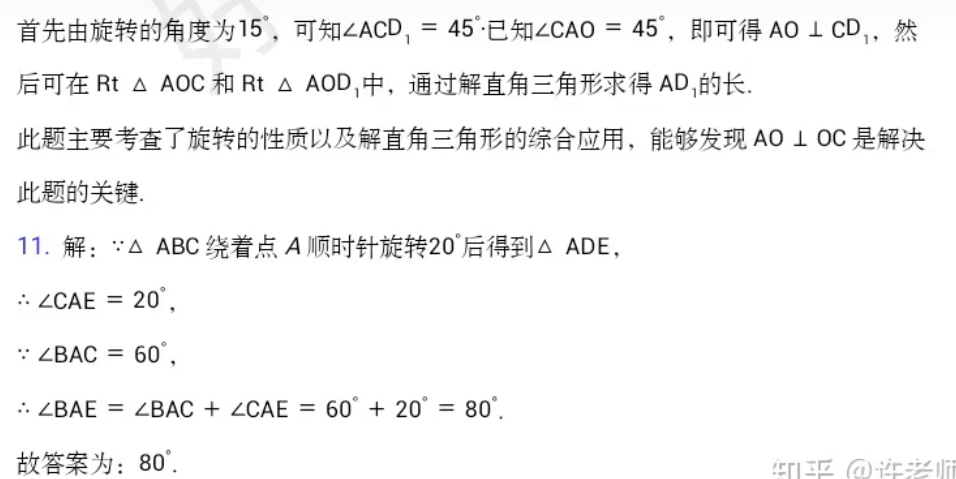 首先由旋转的角度为15°，可知∠ACD₁ = 45°·已知∠CAO = 45°，即可得 AO ⊥ CD₁，然
后可在 Rt △ AOC 和 Rt △ AOD₁中，通过解直角三角形求得 AD₁的长.
此题主要考查了旋转的性质以及解直角三角形的综合应用，能够发现 AO ⊥ OC 是解决
此题的关键.
11. 解：∵△ ABC 绕着点 A 顺时针旋转20°后得到△ ADE，
∴ ∠CAE = 20°，
∵ ∠BAC = 60°，
∴ ∠BAE = ∠BAC + ∠CAE = 60° + 20° = 80°.
故答案为：80°.
知乎 @许老师